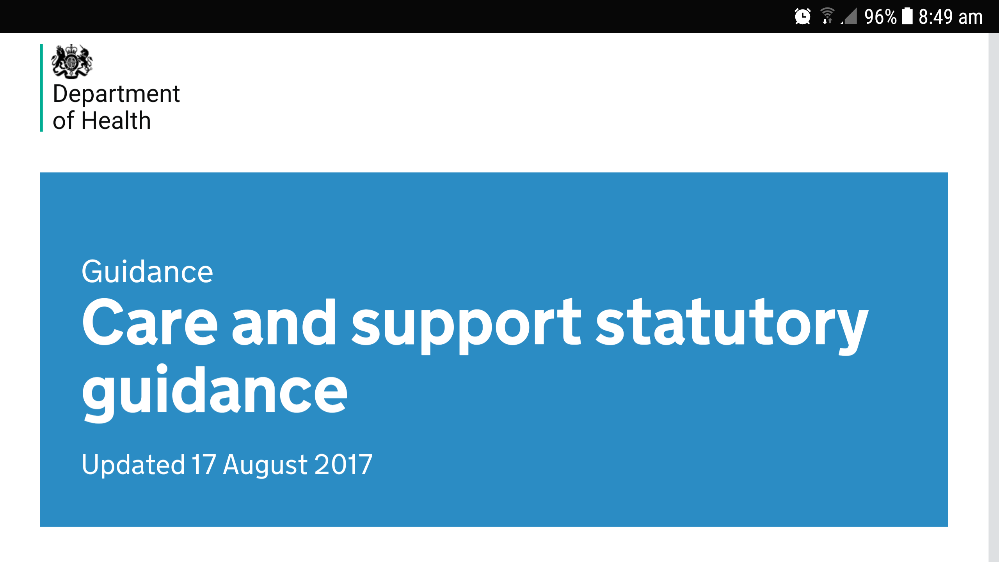 96% 8:49 am
Department
of Health
Guidance
Care and support statutory
guidance
Updated 17 August 2017